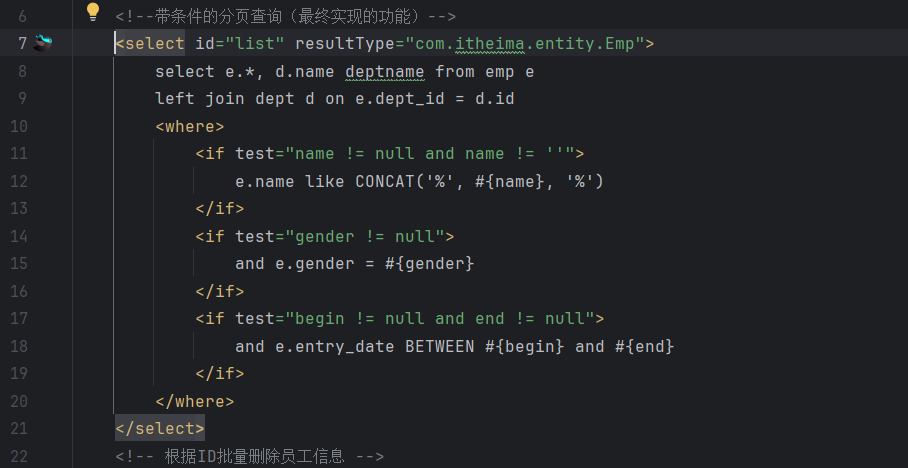 6 <!--带条件的分页查询（最终实现的功能）-->
7 <select id="list" resultType="com.itheima.entity.Emp">
8 select e.*, d.name deptname from emp e
9 left join dept d on e.dept_id = d.id
10 <where>
11 <if test="name != null and name != ''">
12 e.name like CONCAT('%', #{name}, '%')
13 </if>
14 <if test="gender != null">
15 and e.gender = #{gender}
16 </if>
17 <if test="begin != null and end != null">
18 and e.entry_date BETWEEN #{begin} and #{end}
19 </if>
20 </where>
21 </select>
22 <!-- 根据ID批量删除员工信息 -->